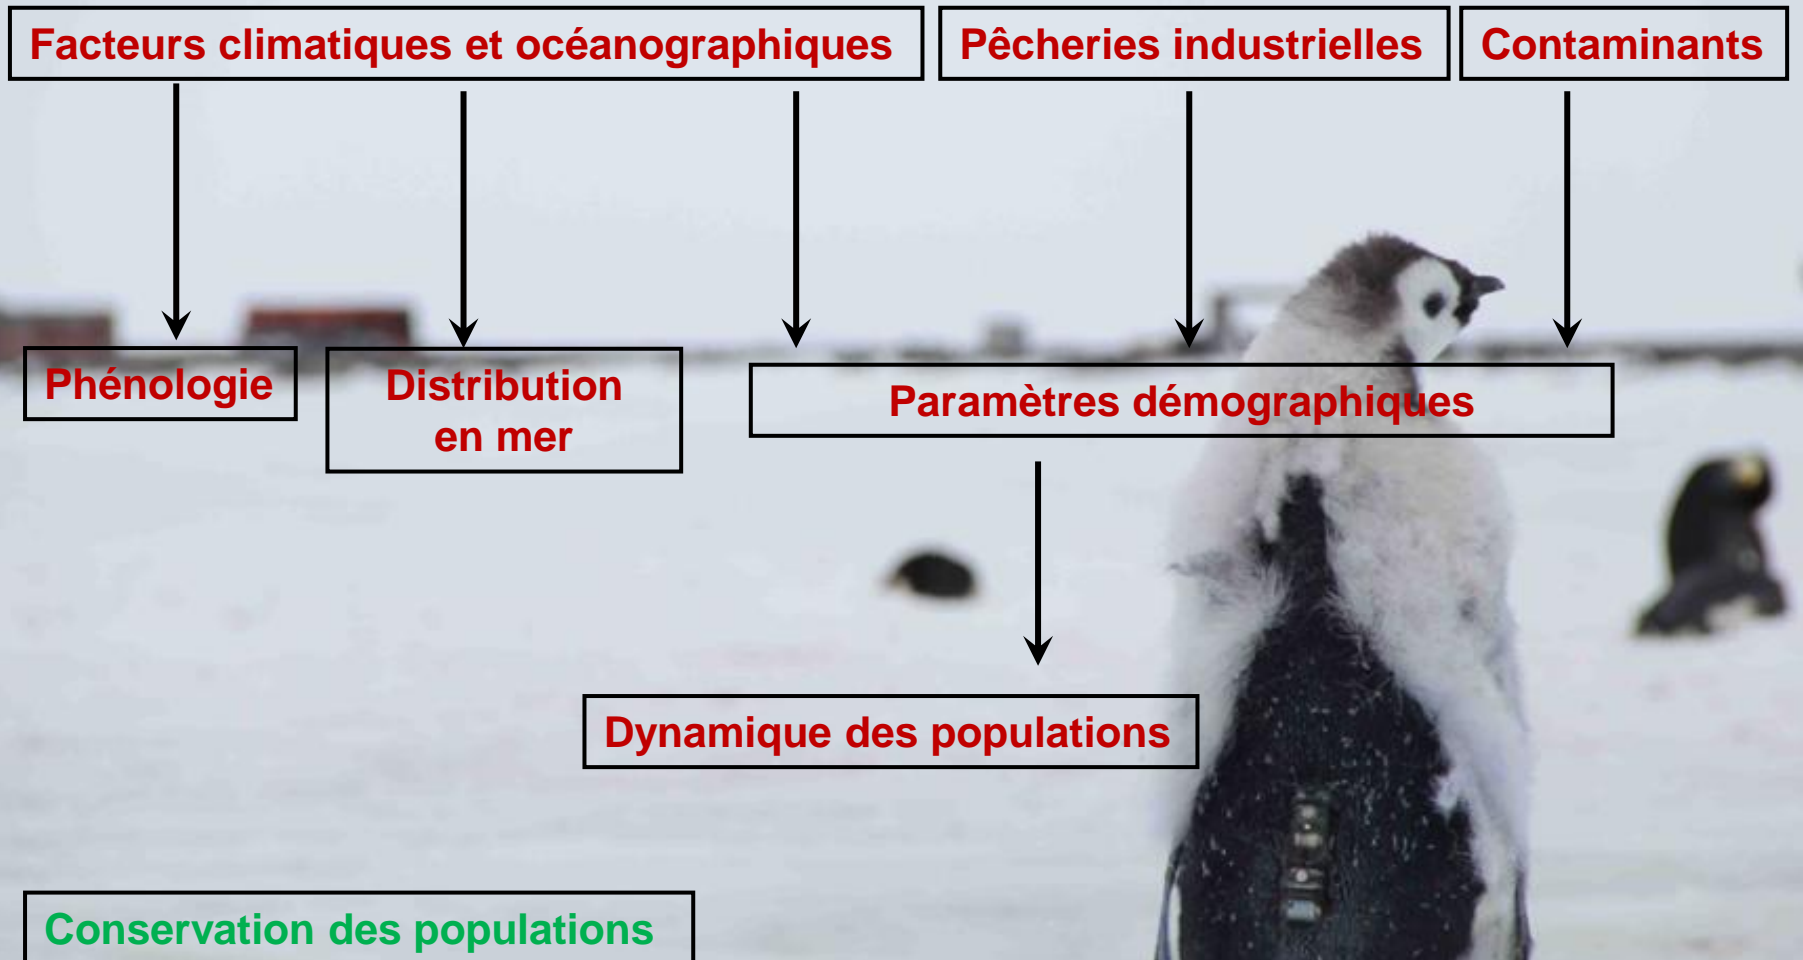 Facteurs climatiques et océanographiques
Pêcheries industrielles
Contaminants
Phénologie
Distribution
en mer
Paramètres démographiques
Dynamique des populations
Conservation des populations